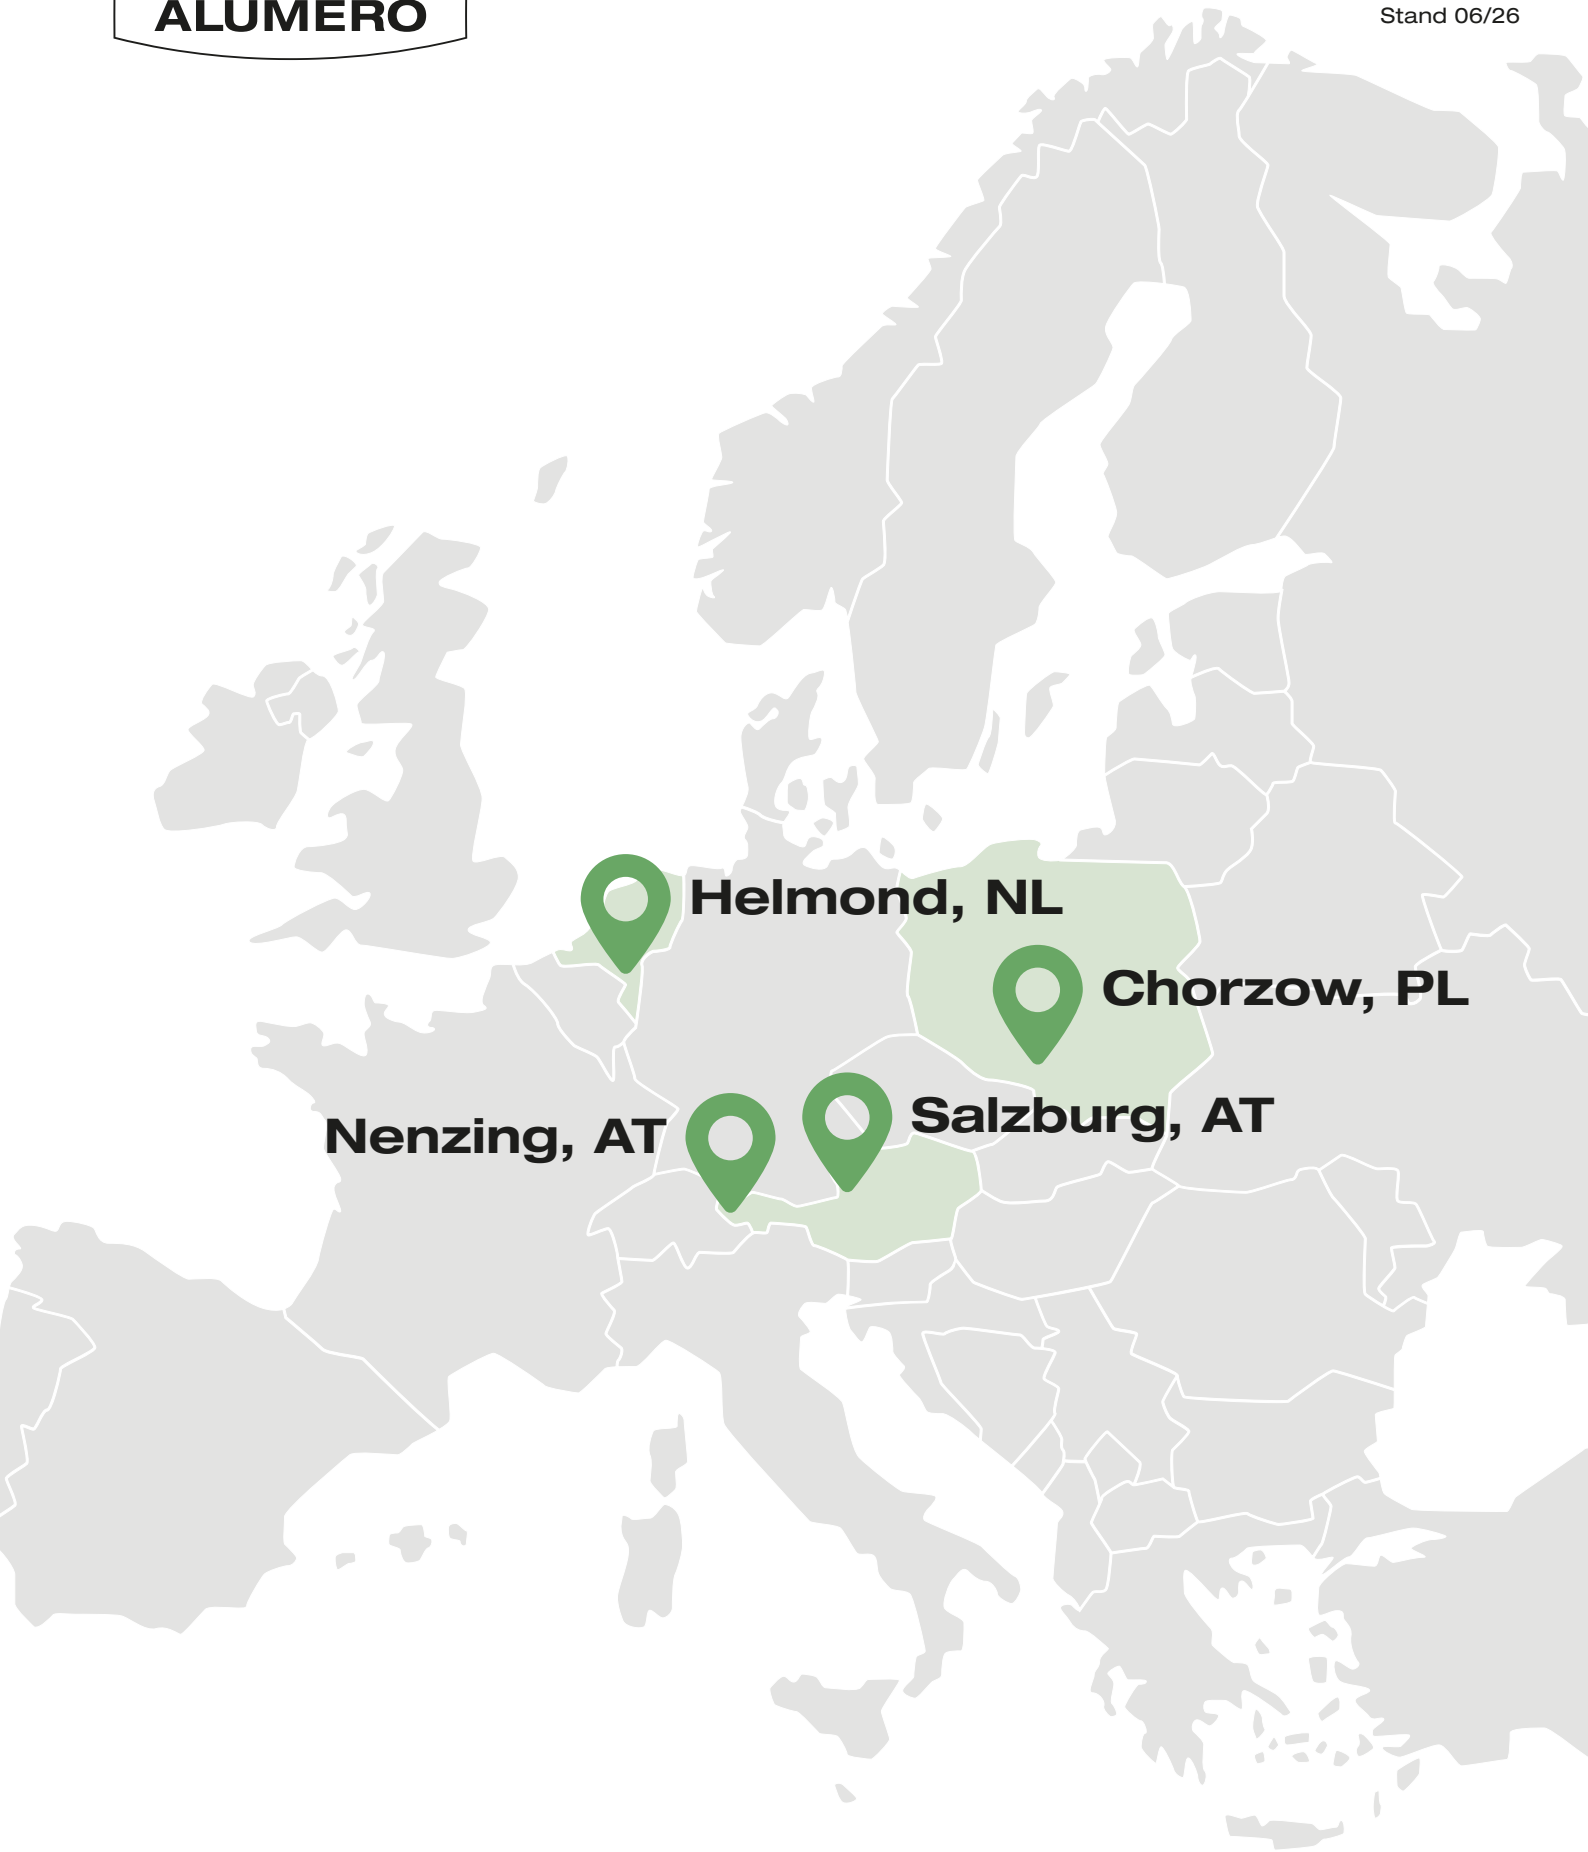 ALUMERO
Stand 06/26
Helmond, NL
Chorzow, PL
Salzburg, AT
Nenzing, AT